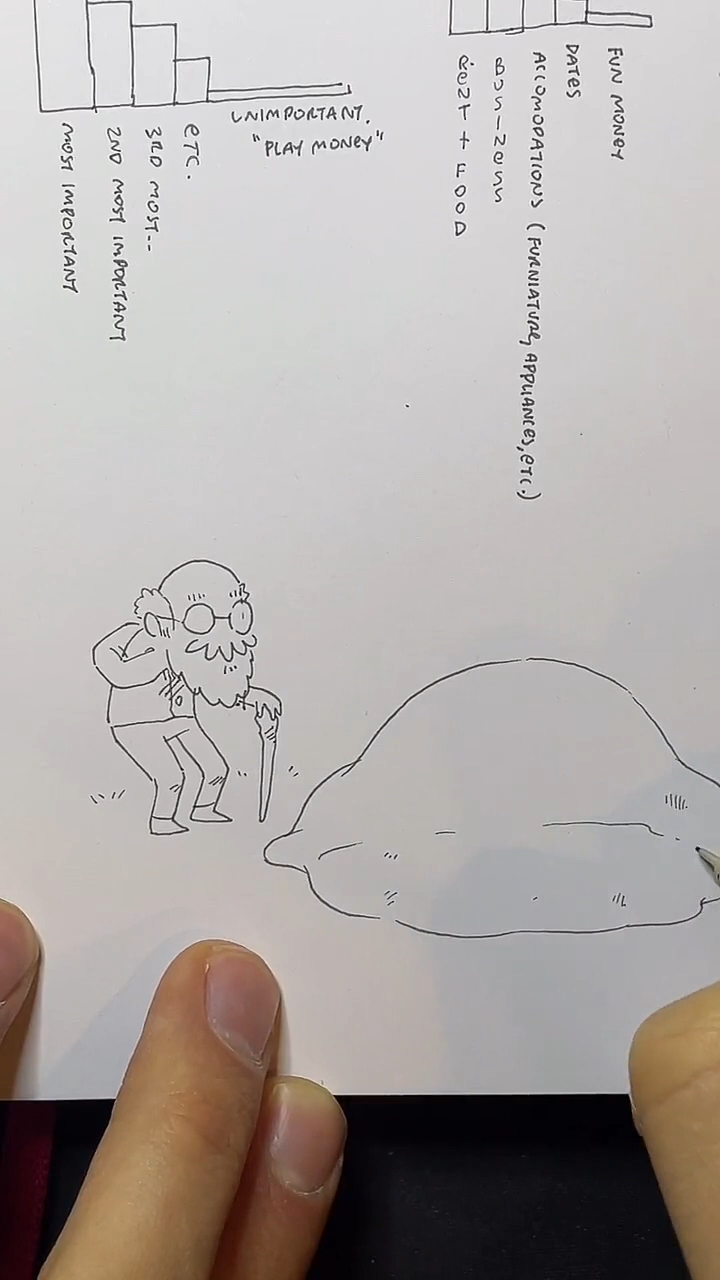 UNIMPORTANT.
"PLAY MONEY"
ETC.
3RD MOST..
2ND MOST IMPORTANT
MOST IMPORTANT
FUN MONEY
DATES
ACCOMODATIONS (FURNIATURE, APPLIANCES, ETC.)
BUSINESS
RENT + FOOD